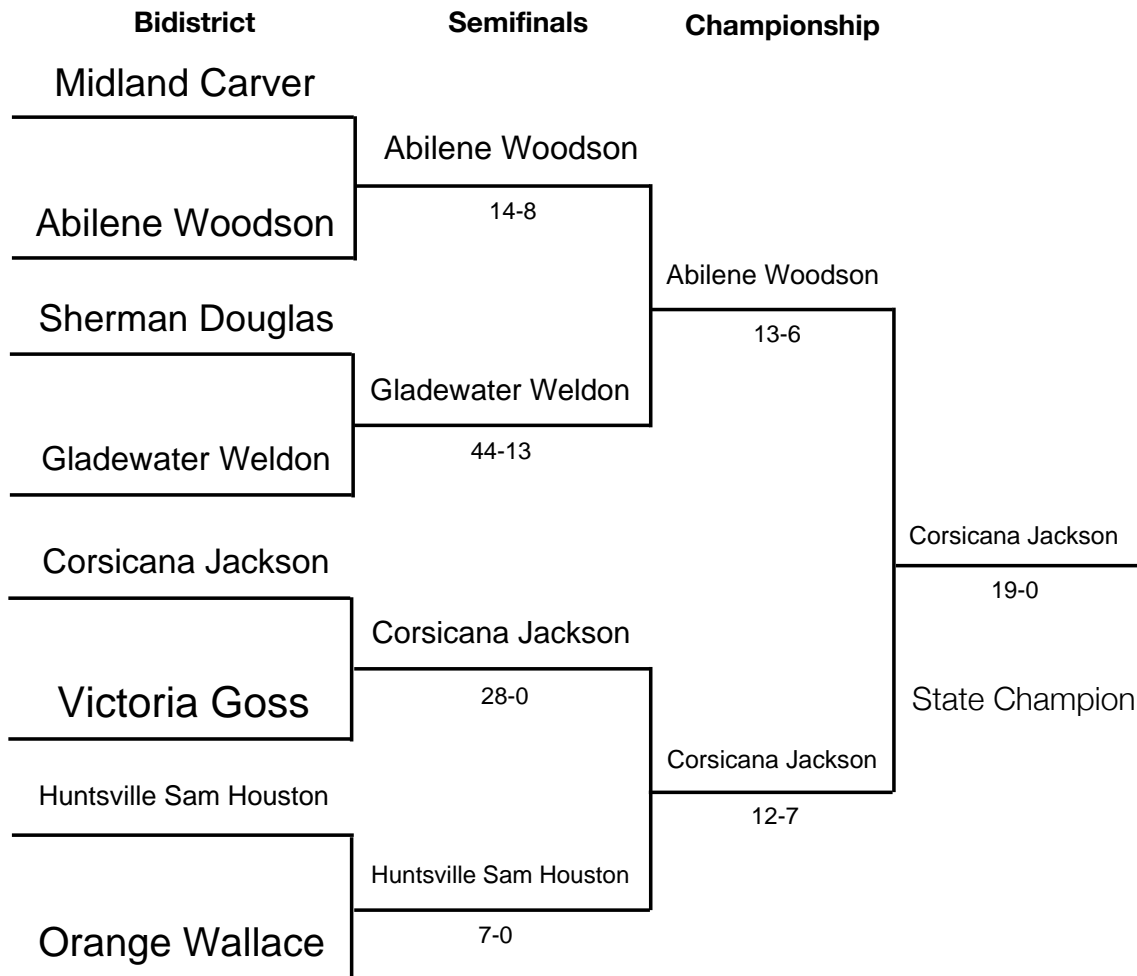 Bidistrict Semifinals Championship
Midland Carver
Abilene Woodson
14-8
Abilene Woodson
Abilene Woodson
13-6
Sherman Douglas
Gladewater Weldon
44-13
Gladewater Weldon
Corsicana Jackson
19-0
Corsicana Jackson
Corsicana Jackson
28-0
Victoria Goss
State Champion
Corsicana Jackson
12-7
Huntsville Sam Houston
Huntsville Sam Houston
7-0
Orange Wallace